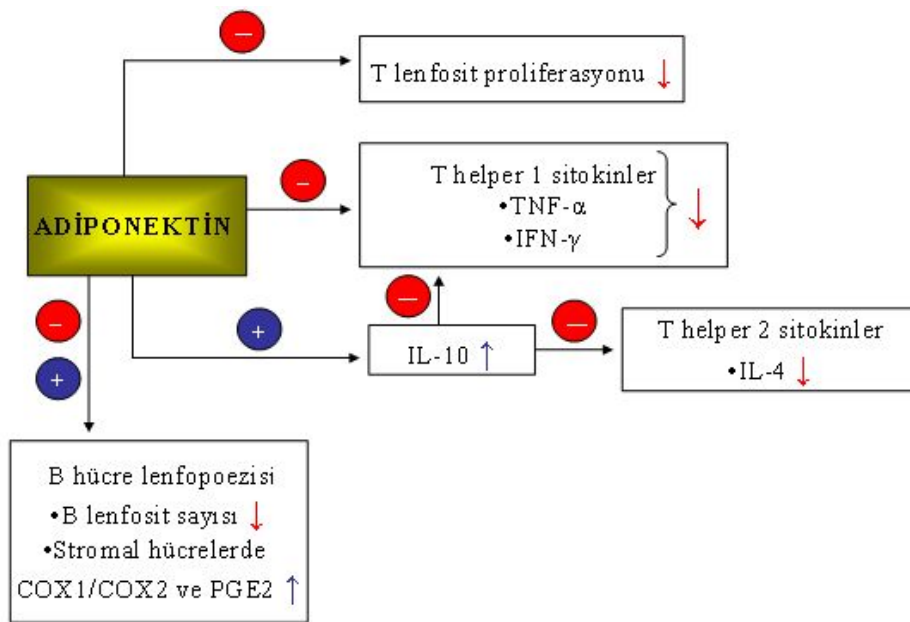 —
T lenfosit proliferasyonu ↓
–
T helper 1 sitokinler
•TNF-α
•IFN-γ
↓
ADİPONEKTİN
–
+
+
—
—
IL-10 ↑
T helper 2 sitokinler
•IL-4 ↓
B hücre lenfopoezisi
•B lenfosit sayısı ↓
•Stromal hücrelerde
COX1/COX2 ve PGE2 ↑